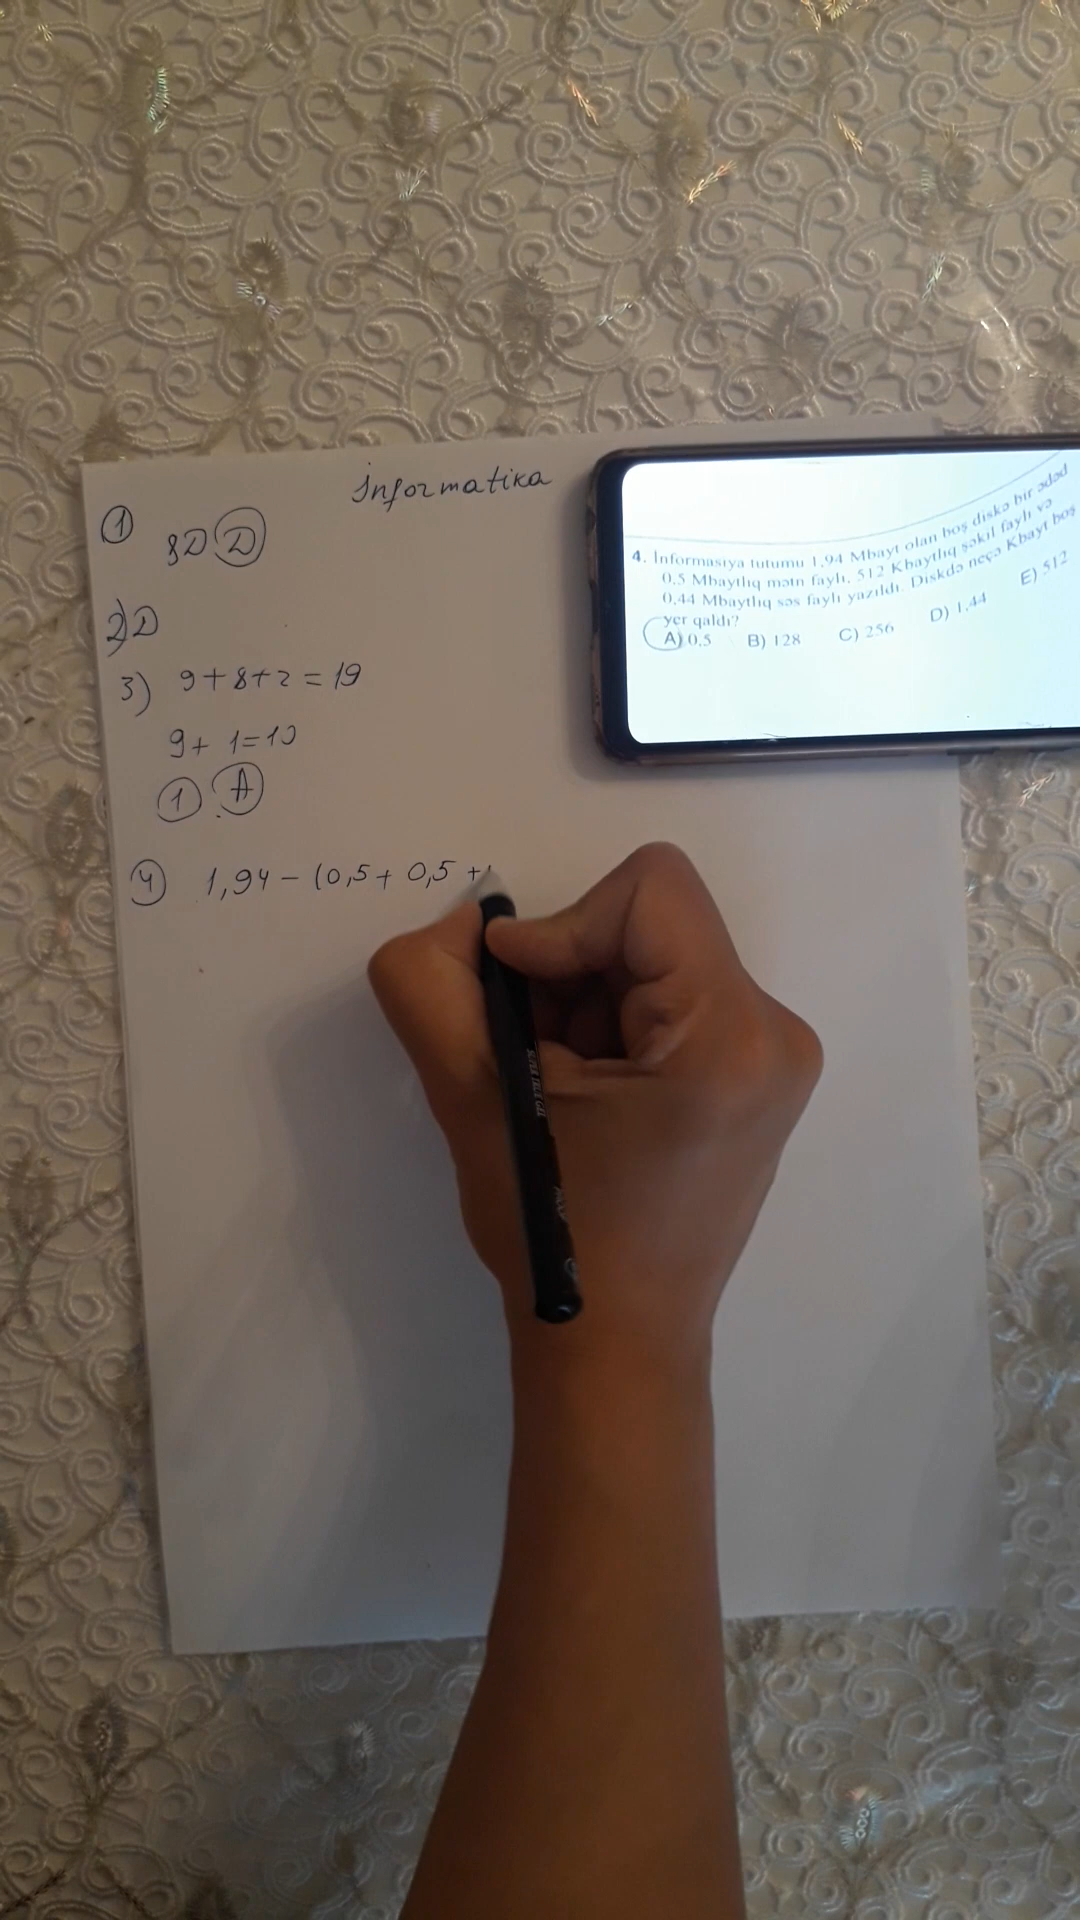 İnformatika
1
8D D
2) D
3) 9+8+2=19
9+ 1=10
1 . A
4 1,94 - (0,5 + 0,5 +
4. İnformasiya tutumu 1,94 Mbayt olan boş diskə bir ədəd
0,5 Mbaytlıq mətn faylı, 512 Kbaytlıq şəkil faylı və
0,44 Mbaytlıq səs faylı yazıldı. Diskdə neçə Kbayt boş
yer qaldı?
A) 0,5 B) 128 C) 256 D) 1,44 E) 512